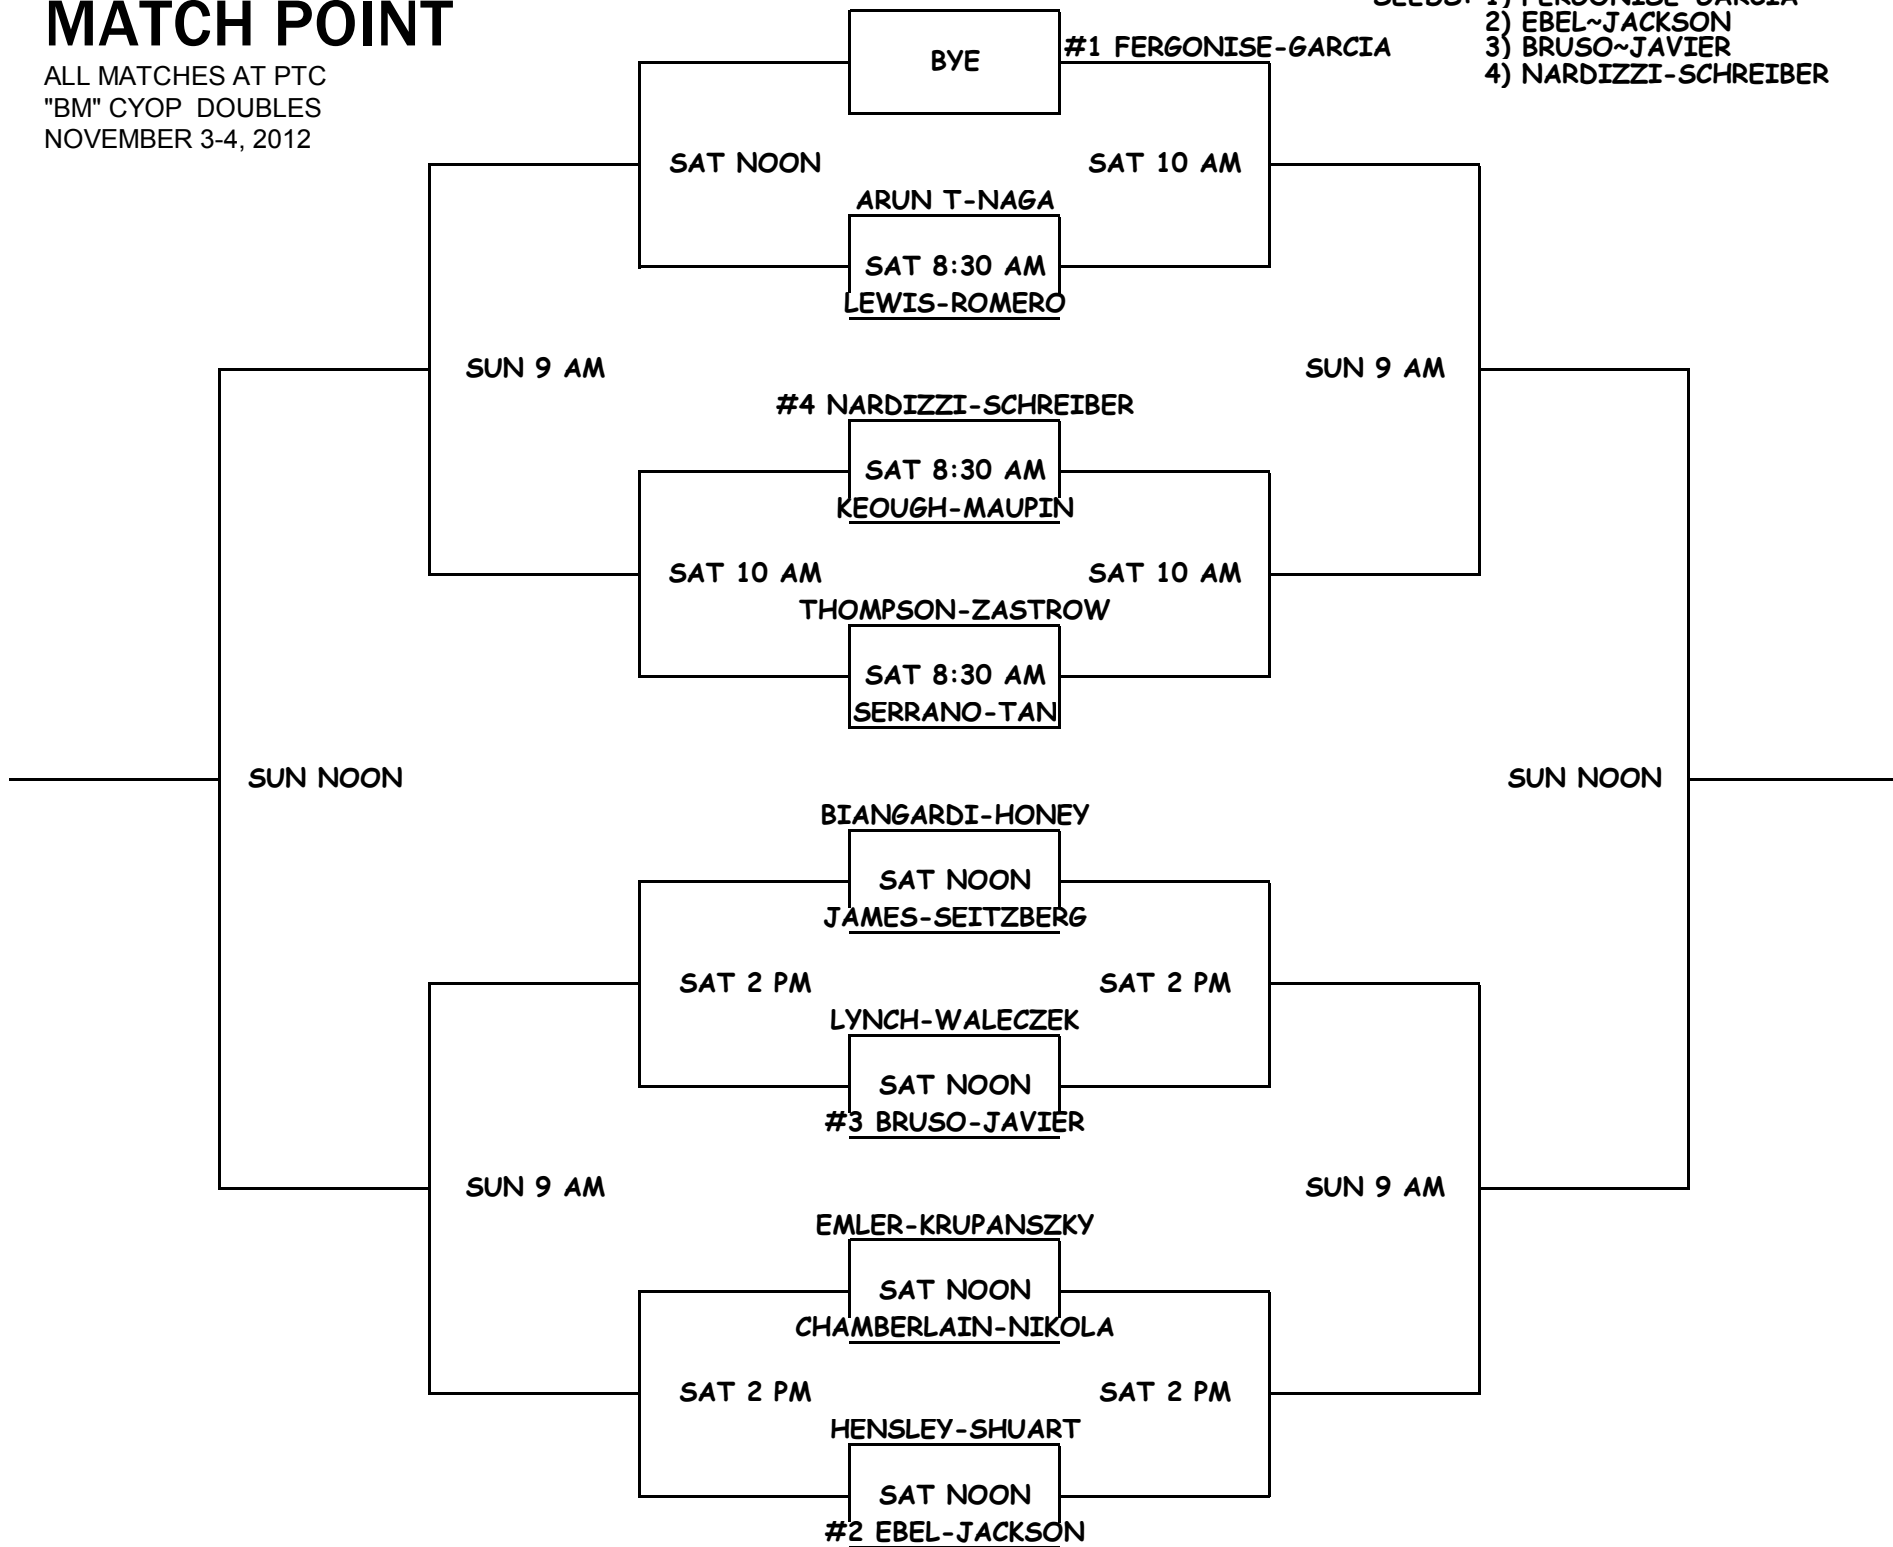 MATCH POINT
ALL MATCHES AT PTC
"BM" CYOP DOUBLES
NOVEMBER 3-4, 2012
SEEDS: 1) FERGONISE-GARCIA
2) EBEL~JACKSON
3) BRUSO~JAVIER
4) NARDIZZI-SCHREIBER
BYE
#1 FERGONISE-GARCIA
SAT NOON
SAT 10 AM
ARUN T-NAGA
SAT 8:30 AM
LEWIS-ROMERO
SUN 9 AM
SUN 9 AM
#4 NARDIZZI-SCHREIBER
SAT 8:30 AM
KEOUGH-MAUPIN
SAT 10 AM
SAT 10 AM
THOMPSON-ZASTROW
SAT 8:30 AM
SERRANO-TAN
SUN NOON
SUN NOON
BIANGARDI-HONEY
SAT NOON
JAMES-SEITZBERG
SAT 2 PM
SAT 2 PM
LYNCH-WALECZEK
SAT NOON
#3 BRUSO-JAVIER
SUN 9 AM
SUN 9 AM
EMLER-KRUPANSZKY
SAT NOON
CHAMBERLAIN-NIKOLA
SAT 2 PM
SAT 2 PM
HENSLEY-SHUART
SAT NOON
#2 EBEL-JACKSON